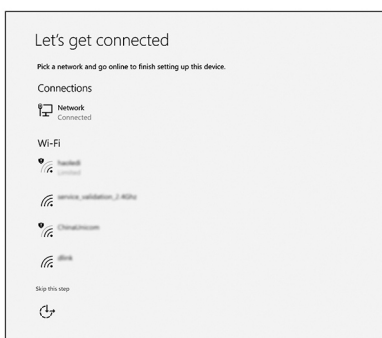 Let's get connected
Pick a network and go online to finish setting up this device.
Connections
Network
Connected
Wi-Fi
Limited
service_validation_2.4Ghz
ChinaUnicom
dlink
Skip this step